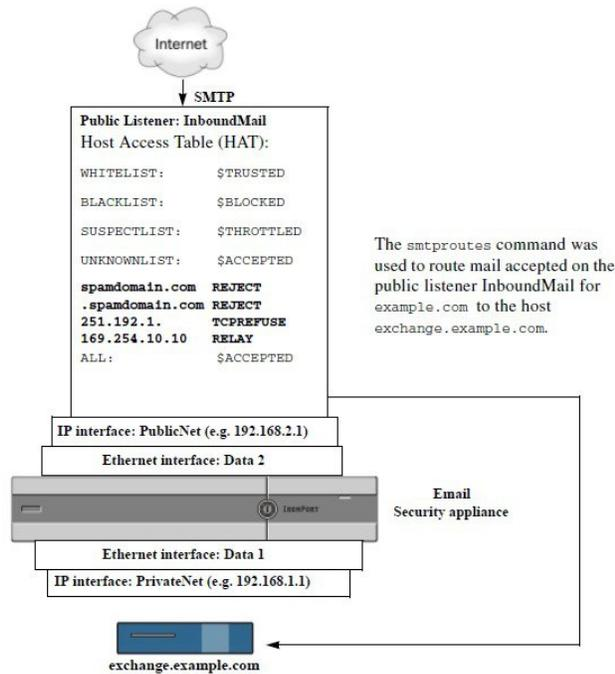 Internet
SMTP
Public Listener: InboundMail
Host Access Table (HAT):
WHITELIST: $TRUSTED
BLACKLIST: $BLOCKED
SUSPECTLIST: $THROTTLED
UNKNOWNLIST: $ACCEPTED
spamdomain.com REJECT
.spamdomain.com REJECT
251.192.1. TCPREFUSE
169.254.10.10 RELAY
ALL: $ACCEPTED
The smtproutes command was
used to route mail accepted on the
public listener InboundMail for
example.com to the host
exchange.example.com.
IP interface: PublicNet (e.g. 192.168.2.1)
Ethernet interface: Data 2
IRONPORT
Email
Security appliance
Ethernet interface: Data 1
IP interface: PrivateNet (e.g. 192.168.1.1)
exchange.example.com